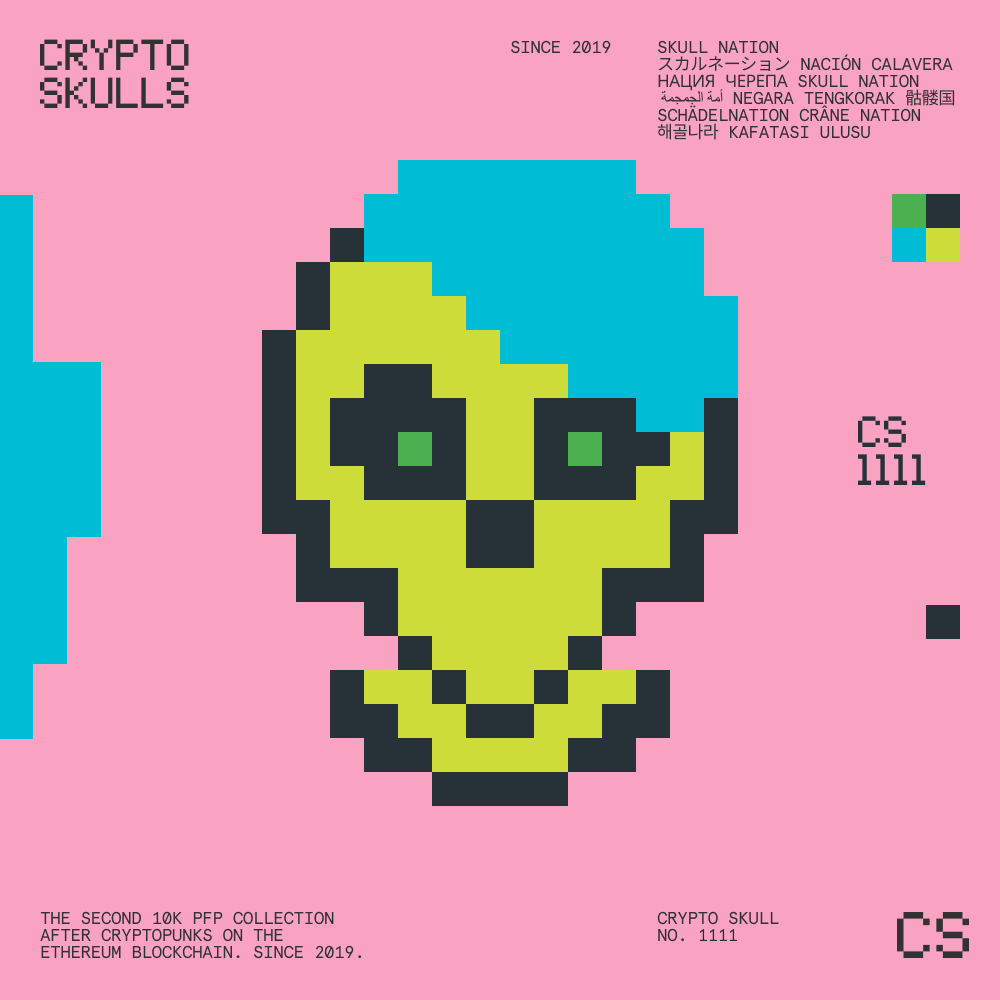 CRYPTO
SKULLS
SINCE 2019
SKULL NATION
スカルネーション NACIÓN CALAVERA
НАЦИЯ ЧЕРЕПА SKULL NATION
أمة الجمجمة NEGARA TENGKORAK 骷髅国
SCHÄDELNATION CRÂNE NATION
해골나라 KAFATASI ULUSU
CS
1111
THE SECOND 10K PFP COLLECTION
AFTER CRYPTOPUNKS ON THE
ETHEREUM BLOCKCHAIN. SINCE 2019.
CRYPTO SKULL
NO. 1111
CS